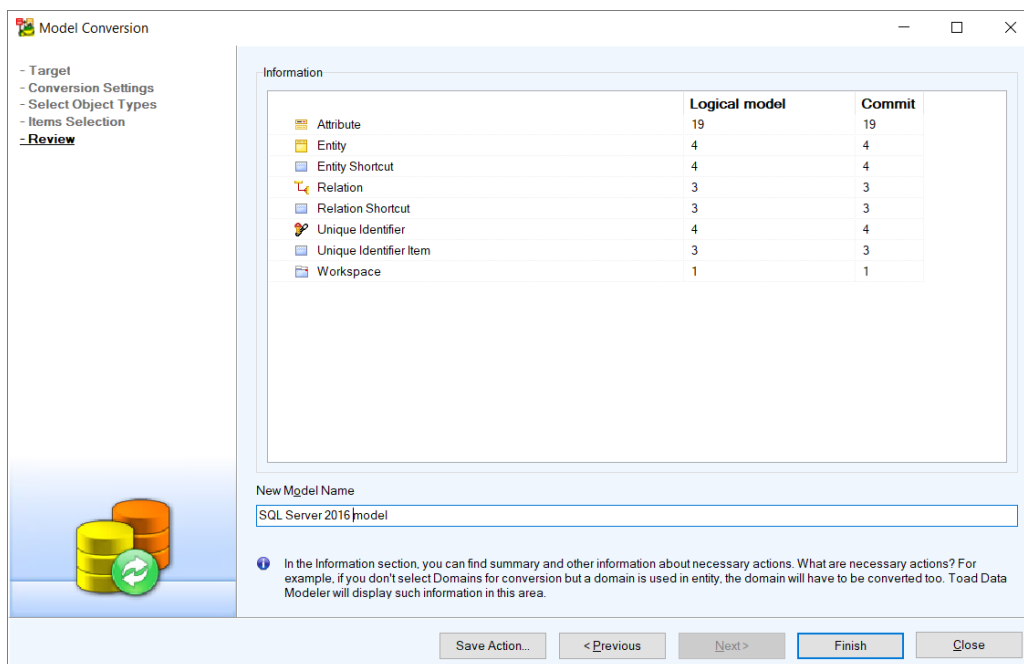 Model Conversion
- Target
- Conversion Settings
- Select Object Types
- Items Selection
- Review
Information
Logical model Commit
Attribute 19 19
Entity 4 4
Entity Shortcut 4 4
Relation 3 3
Relation Shortcut 3 3
Unique Identifier 4 4
Unique Identifier Item 3 3
Workspace 1 1
New Model Name
SQL Server 2016 model
In the Information section, you can find summary and other information about necessary actions. What are necessary actions? For
example, if you don't select Domains for conversion but a domain is used in entity, the domain will have to be converted too. Toad Data
Modeler will display such information in this area.
Save Action... < Previous Next > Finish Close